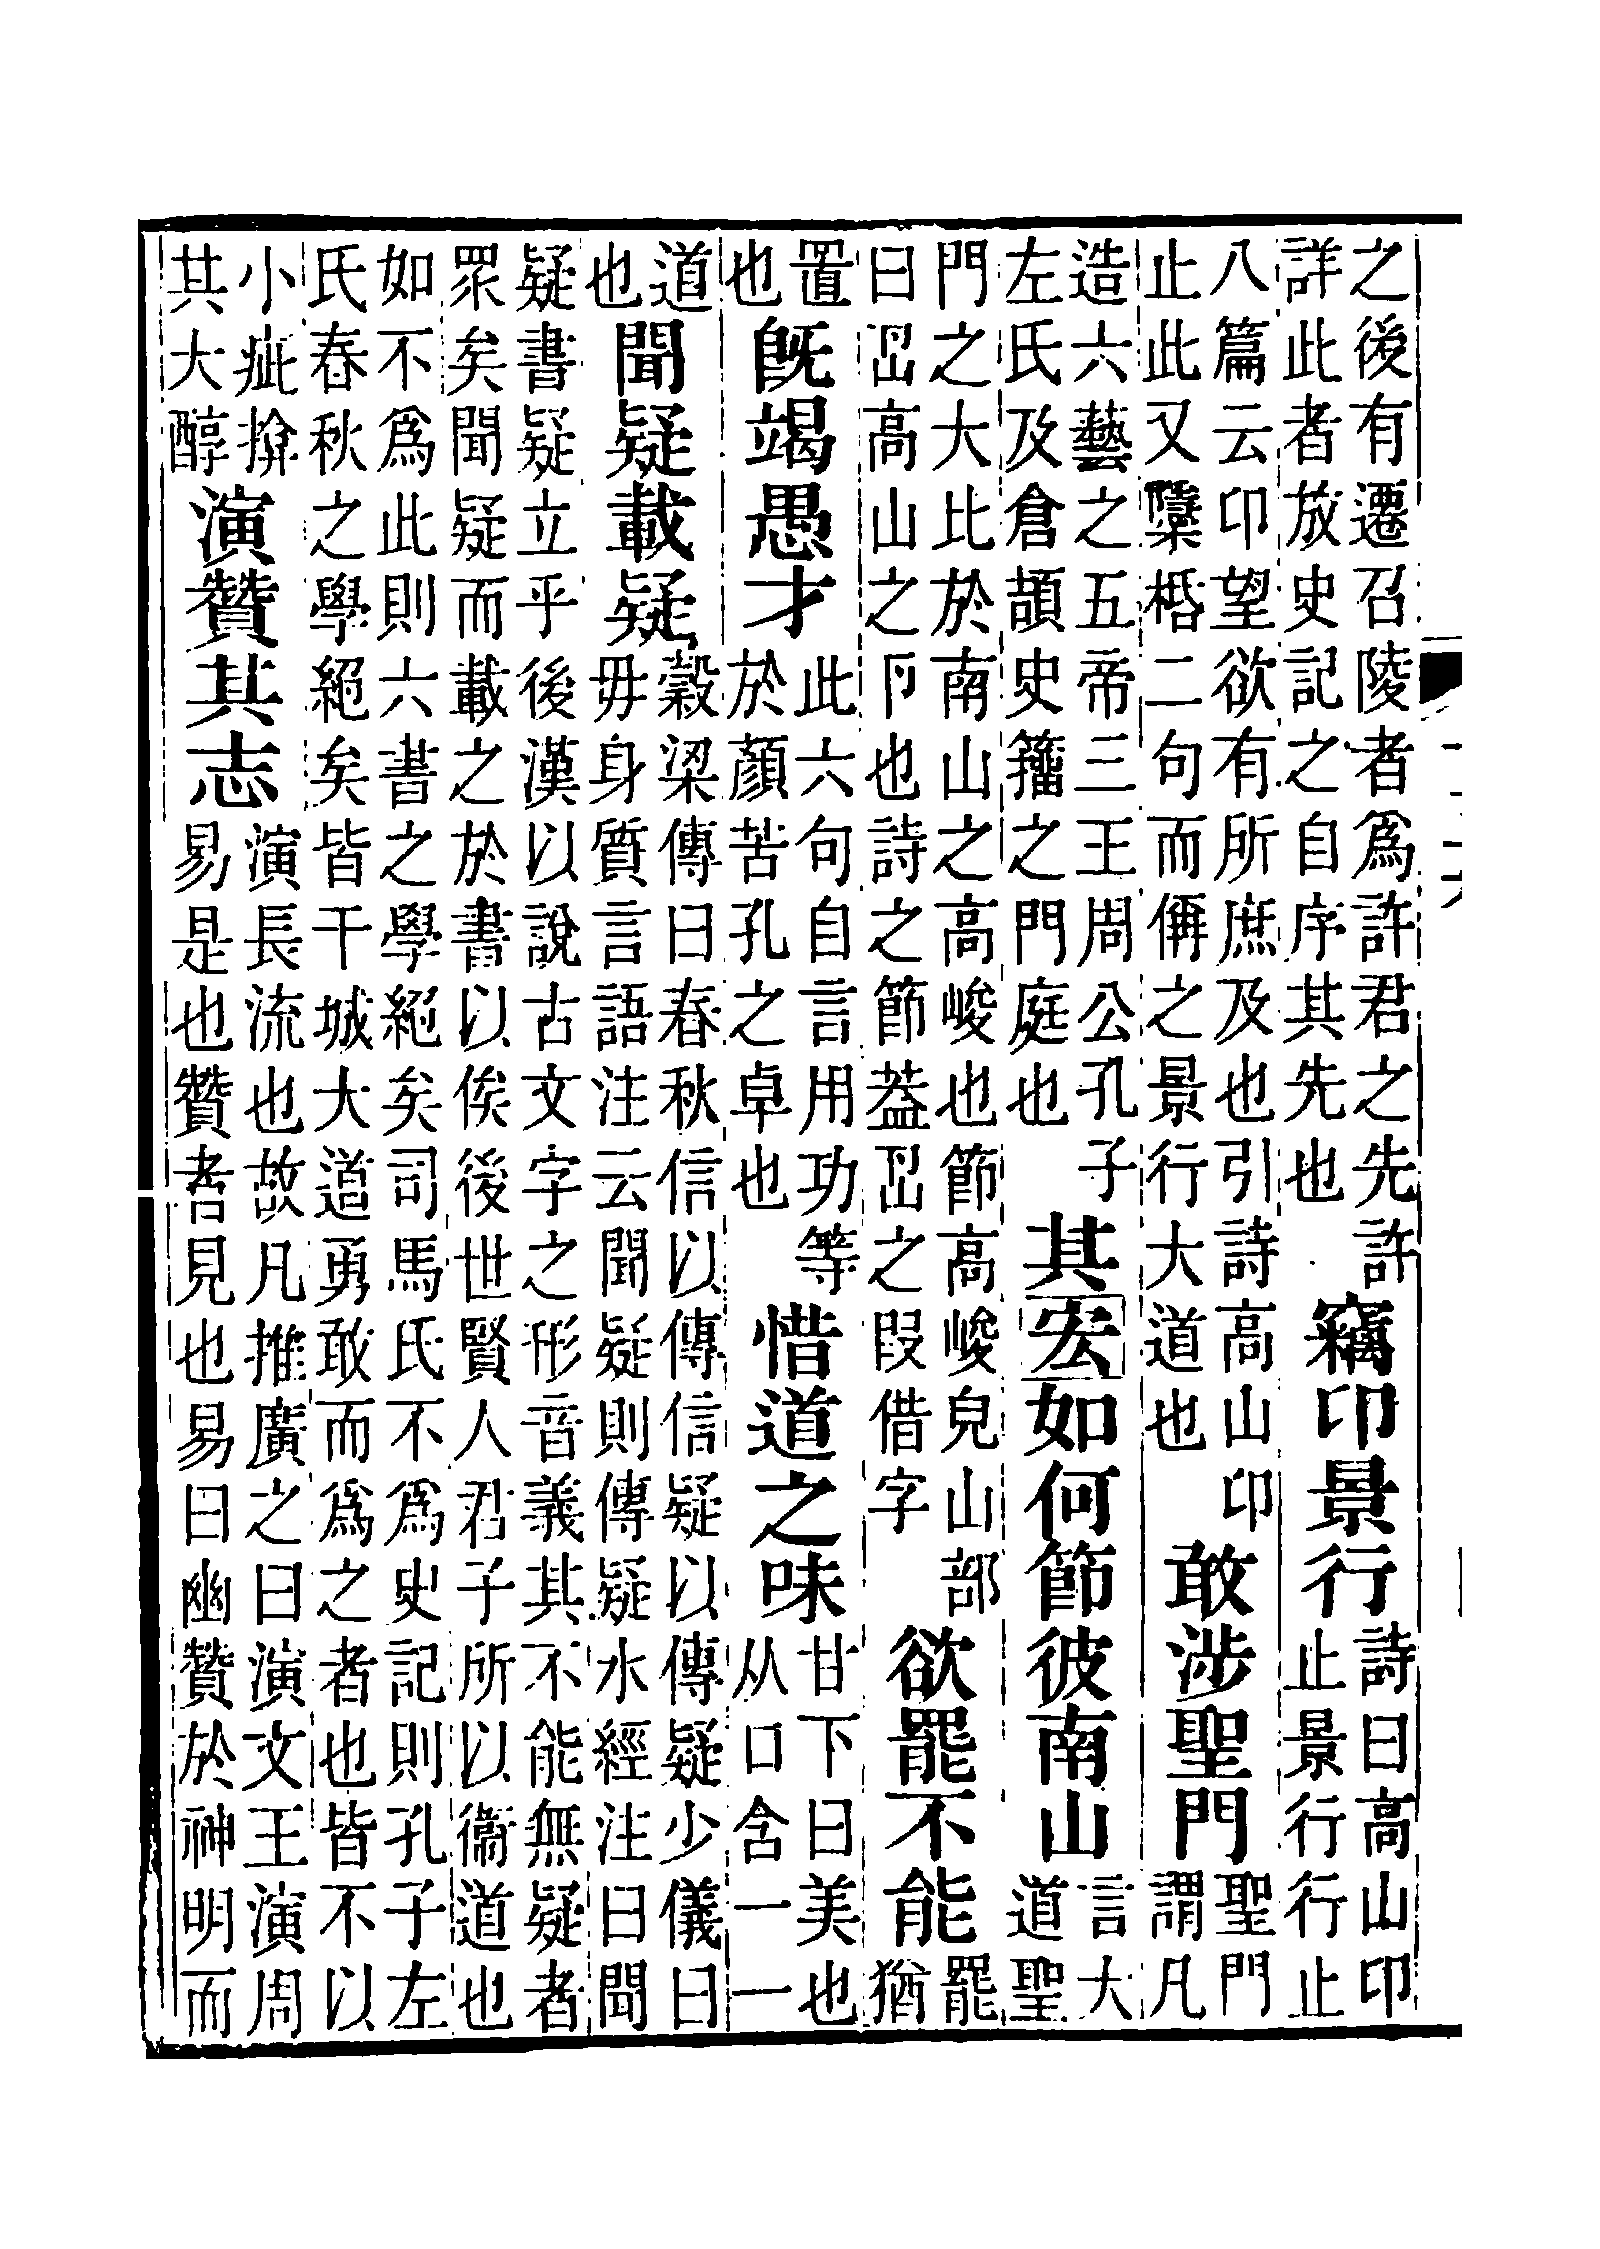 之後有遷召陵者爲許君之先許
詳此者放史記之自序其先也
竊卬景行
詩曰高山卬
止景行行止
八篇云卬望欲有所庶及也引詩高山卬
止此又櫽桰二句而偁之景行大道也
敢涉聖門
聖門
謂凡
造六藝之五帝三王周公孔子
左氏及倉頡史籒之門庭也
其宏如何節彼南山
言大
道聖
門之大比於南山之高峻也節高峻皃山部
曰岊高山之卪也詩之節葢岊之叚借字
欲罷不能
罷
猶
置
也
旣竭愚才
此六句自言用功等
於顏苦孔之卓也
惜道之味
甘下曰美也
从口含一一
道
也
聞疑載疑
穀梁傳曰春秋信以傳信疑以傳疑少儀曰
毋身質言語注云聞疑則傳疑水經注曰聞
疑書疑立乎後漢以說古文字之形音義其不能無疑者
眾矣聞疑而載之於書以俟後世賢人君子所以衞道也
如不爲此則六書之學絕矣司馬氏不爲史記則孔子左
氏春秋之學絕矣皆干城大道勇敢而爲之者也皆不以
小疵揜
其大醇
演贊其志
演長流也故凡推廣之曰演文王演周
易是也贊者見也易曰幽贊於神明而